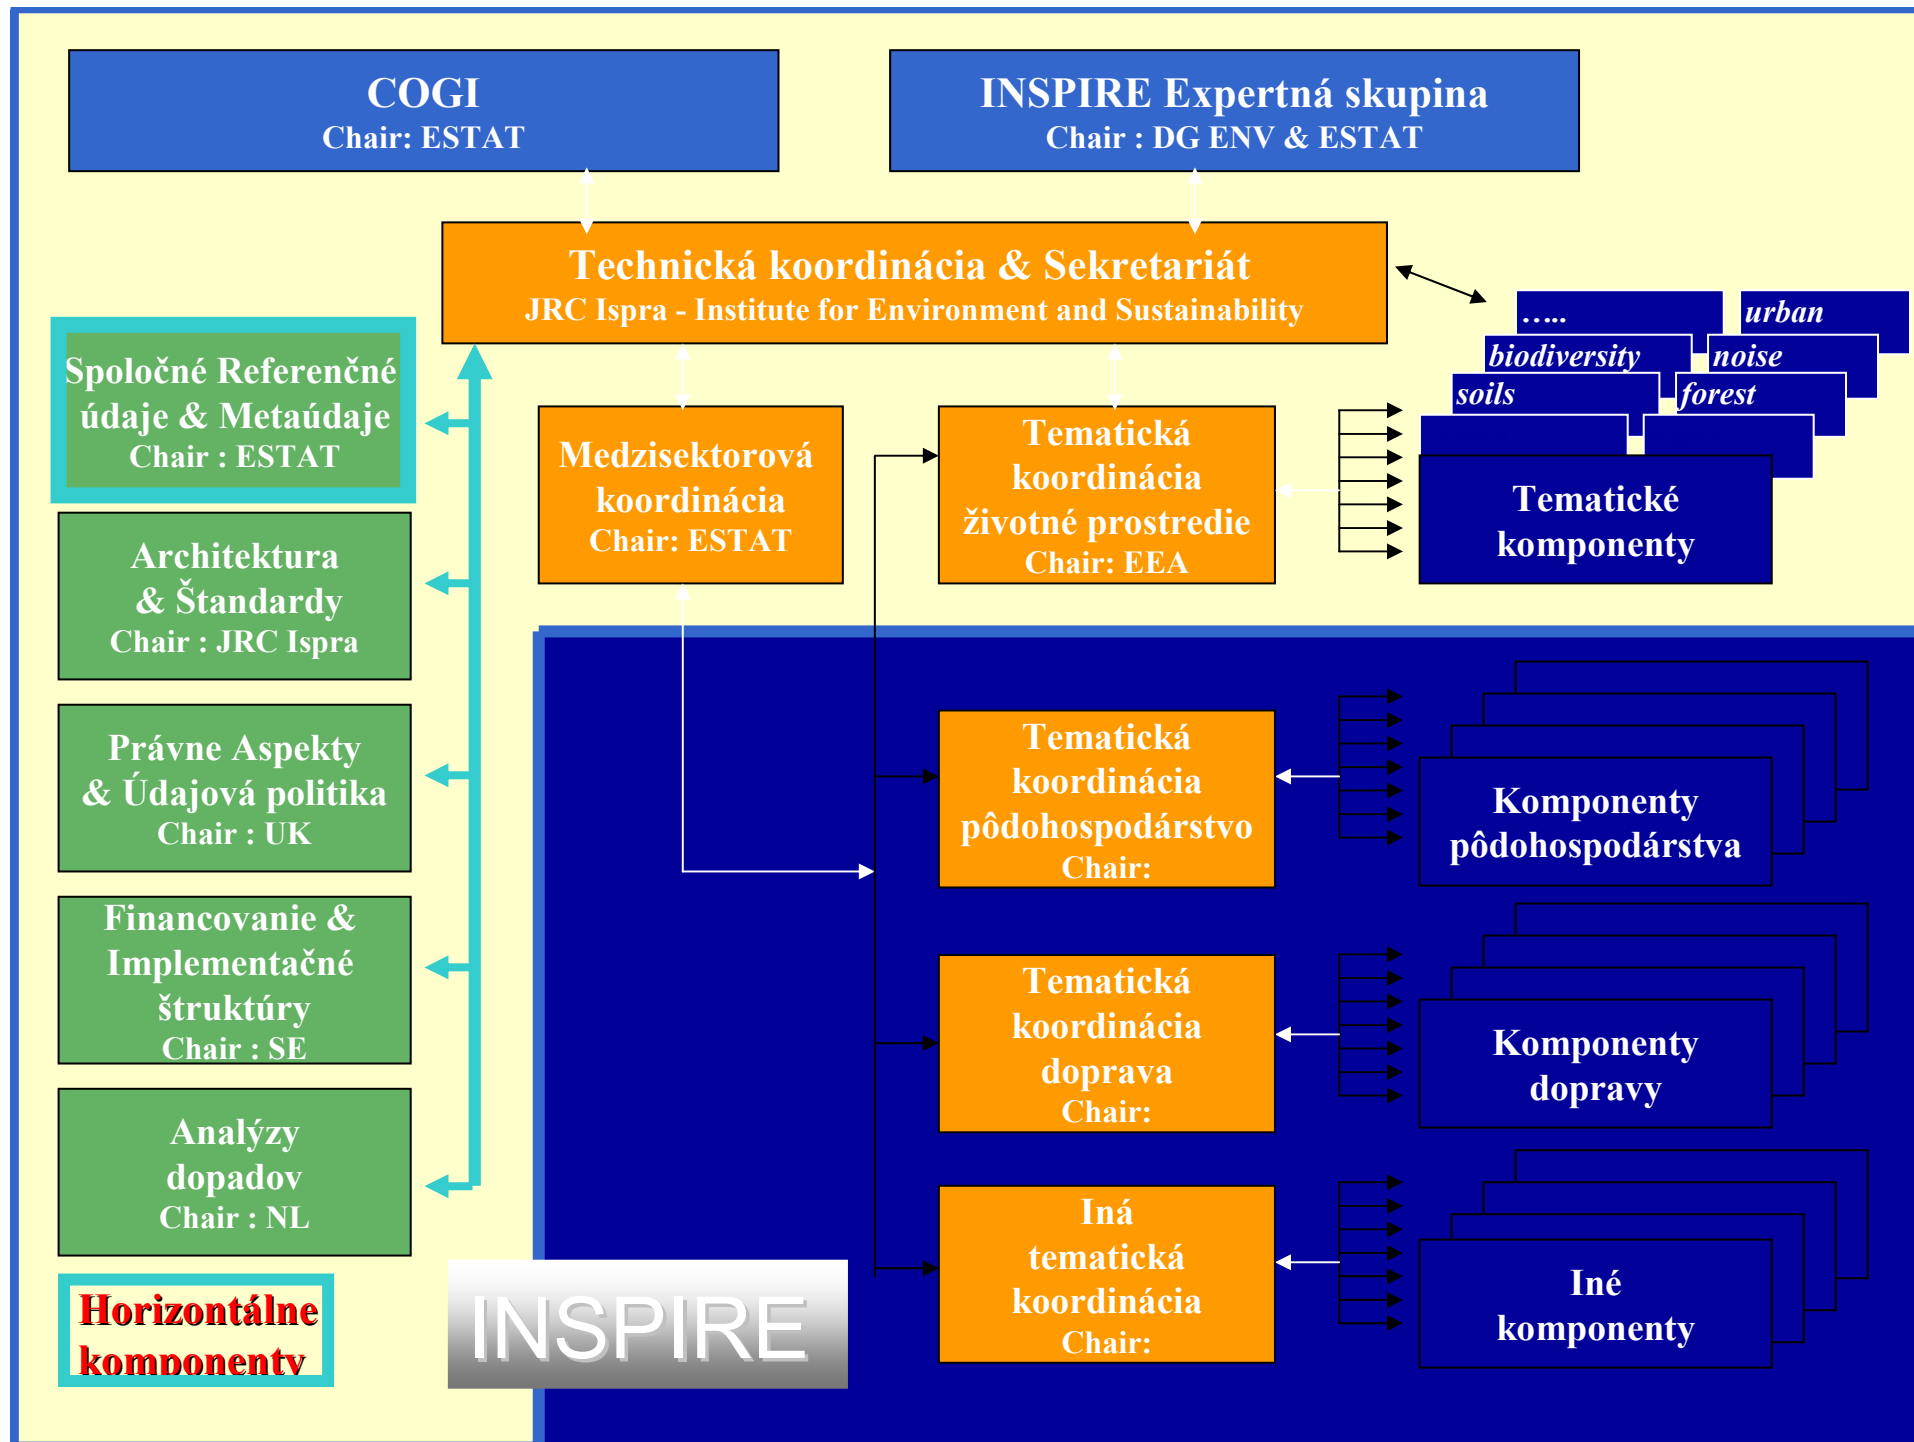 COGI
Chair: ESTAT
INSPIRE Expertná skupina
Chair : DG ENV & ESTAT
Technická koordinácia & Sekretariát
JRC Ispra - Institute for Environment and Sustainability
…..
urban
biodiversity
noise
soils
forest
Spoločné Referenčné
údaje & Metaúdaje
Chair : ESTAT
Medzisektorová
koordinácia
Chair: ESTAT
Tematická
koordinácia
životné prostredie
Chair: EEA
Tematické
komponenty
Architektura
& Štandardy
Chair : JRC Ispra
Právne Aspekty
& Údajová politika
Chair : UK
Tematická
koordinácia
pôdohospodárstvo
Chair:
Komponenty
pôdohospodárstva
Financovanie &
Implementačné
štruktúry
Chair : SE
Tematická
koordinácia
doprava
Chair:
Komponenty
dopravy
Analýzy
dopadov
Chair : NL
Iná
tematická
koordinácia
Chair:
Iné
komponenty
Horizontálne
komponenty
INSPIRE